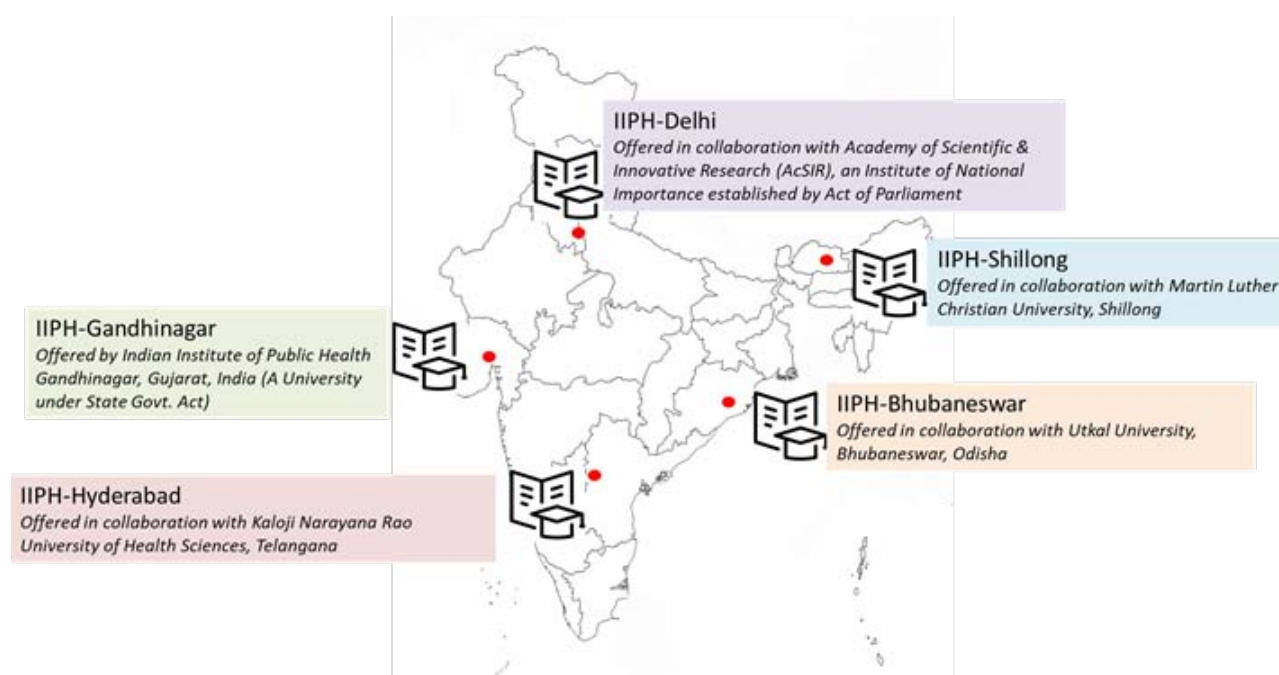 IIPH-Delhi
Offered in collaboration with Academy of Scientific &
Innovative Research (AcSIR), an Institute of National
Importance established by Act of Parliament
IIPH-Shillong
Offered in collaboration with Martin Luther
Christian University, Shillong
IIPH-Gandhinagar
Offered by Indian Institute of Public Health
Gandhinagar, Gujarat, India (A University
under State Govt. Act)
IIPH-Bhubaneswar
Offered in collaboration with Utkal University,
Bhubaneswar, Odisha
IIPH-Hyderabad
Offered in collaboration with Kaloji Narayana Rao
University of Health Sciences, Telangana